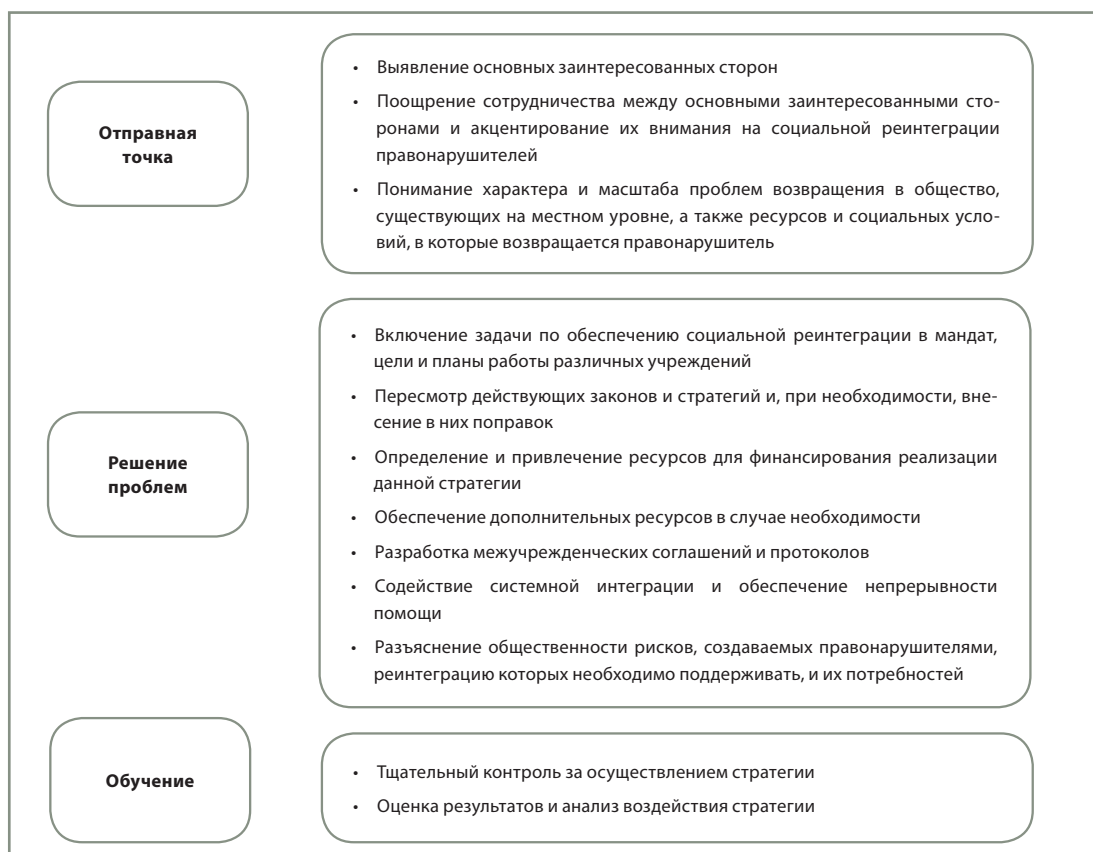 Отправная
точка
• Выявление основных заинтересованных сторон
• Поощрение сотрудничества между основными заинтересованными сто-
ронами и акцентирование их внимания на социальной реинтеграции
правонарушителей
• Понимание характера и масштаба проблем возвращения в общество,
существующих на местном уровне, а также ресурсов и социальных усло-
вий, в которые возвращается правонарушитель
Решение
проблем
• Включение задачи по обеспечению социальной реинтеграции в мандат,
цели и планы работы различных учреждений
• Пересмотр действующих законов и стратегий и, при необходимости, вне-
сение в них поправок
• Определение и привлечение ресурсов для финансирования реализации
данной стратегии
• Обеспечение дополнительных ресурсов в случае необходимости
• Разработка межучрежденческих соглашений и протоколов
• Содействие системной интеграции и обеспечение непрерывности
помощи
• Разъяснение общественности рисков, создаваемых правонарушителями,
реинтеграцию которых необходимо поддерживать, и их потребностей
Обучение
• Тщательный контроль за осуществлением стратегии
• Оценка результатов и анализ воздействия стратегии